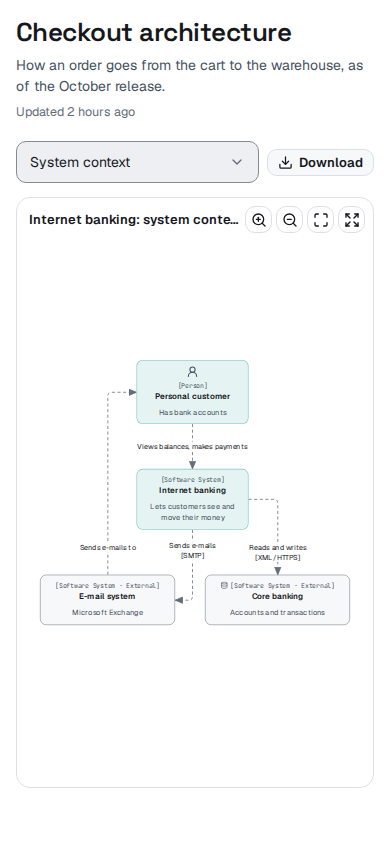 Checkout architecture
How an order goes from the cart to the warehouse, as
of the October release.
Updated 2 hours ago
System context
Download
Internet banking: system conte…
[Person]
Personal customer
Has bank accounts
Views balances, makes payments
[Software System]
Internet banking
Lets customers see and
move their money
Sends e-mails to
Sends e-mails
[SMTP]
Reads and writes
[XML/HTTPS]
[Software System · External]
E-mail system
Microsoft Exchange
[Software System · External]
Core banking
Accounts and transactions